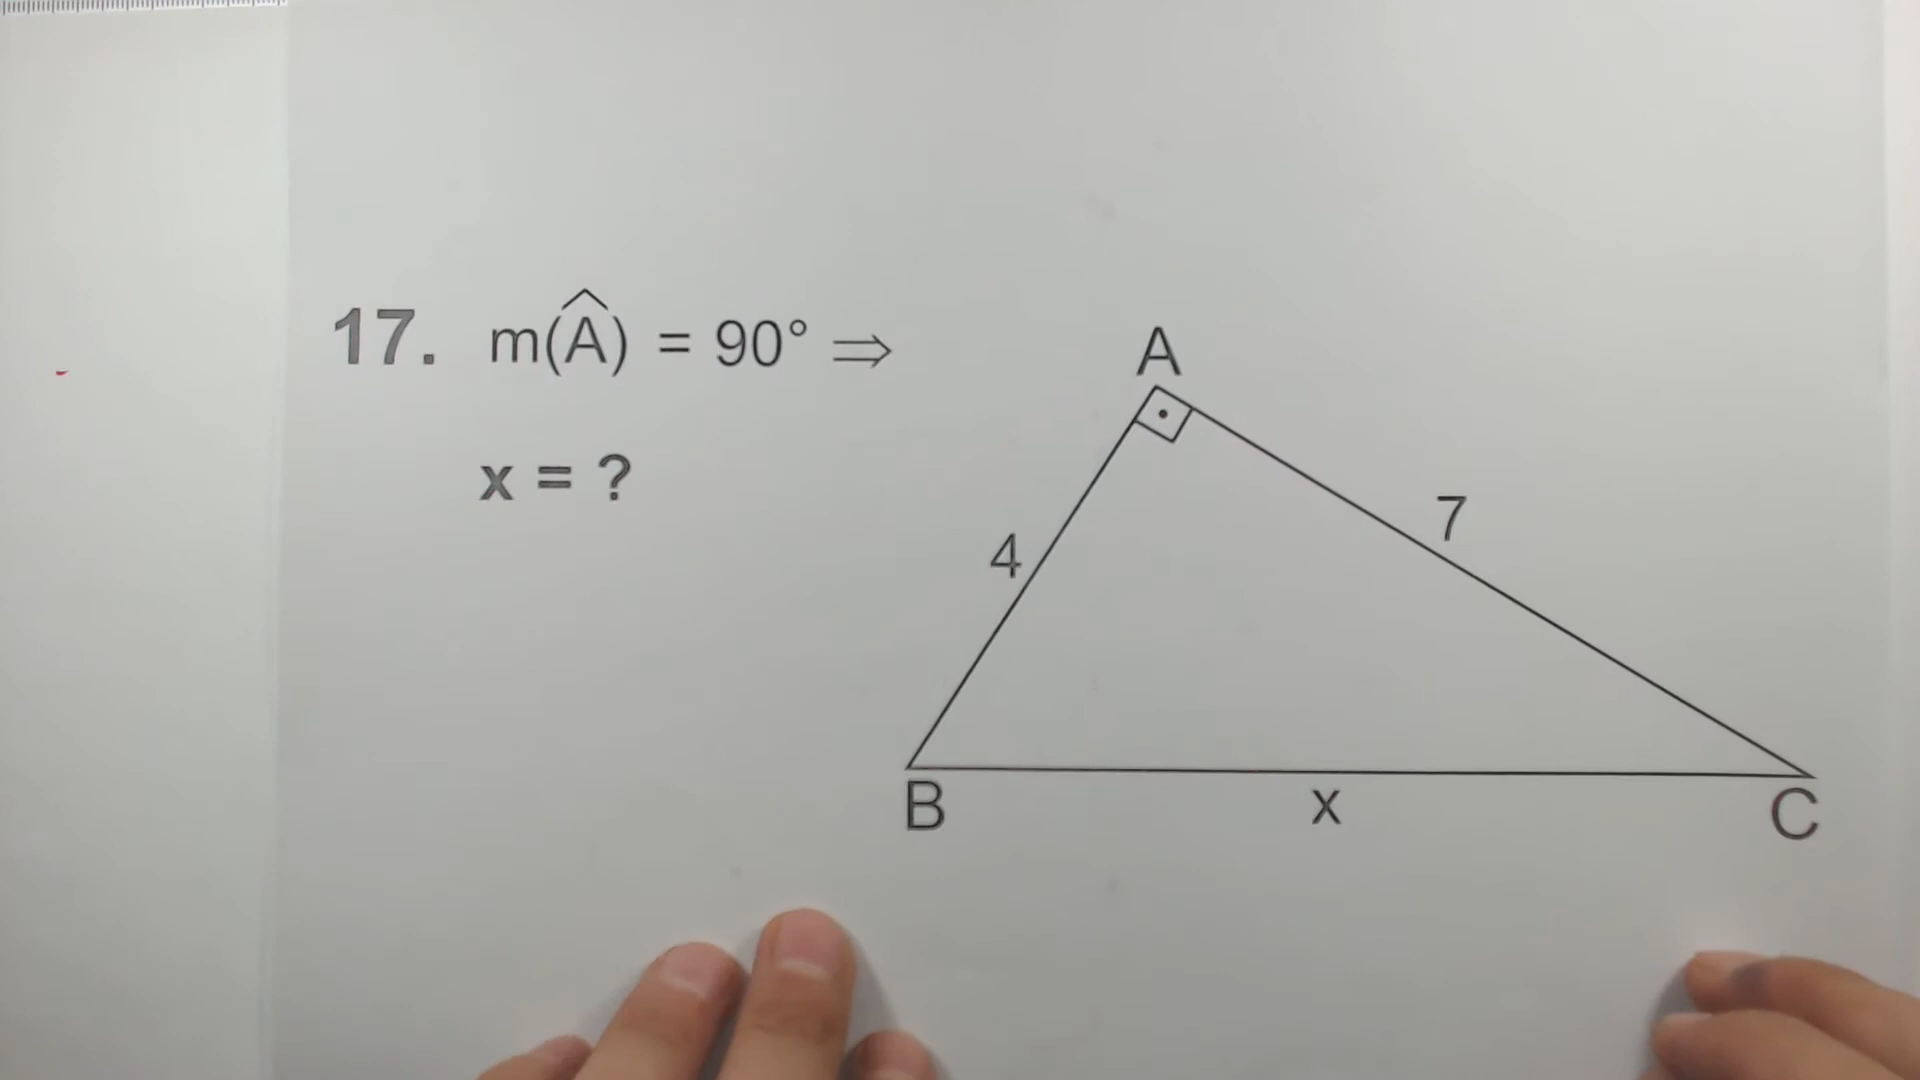 17. m(Â) = 90° ⇒
x = ?
A
4
7
B
x
C